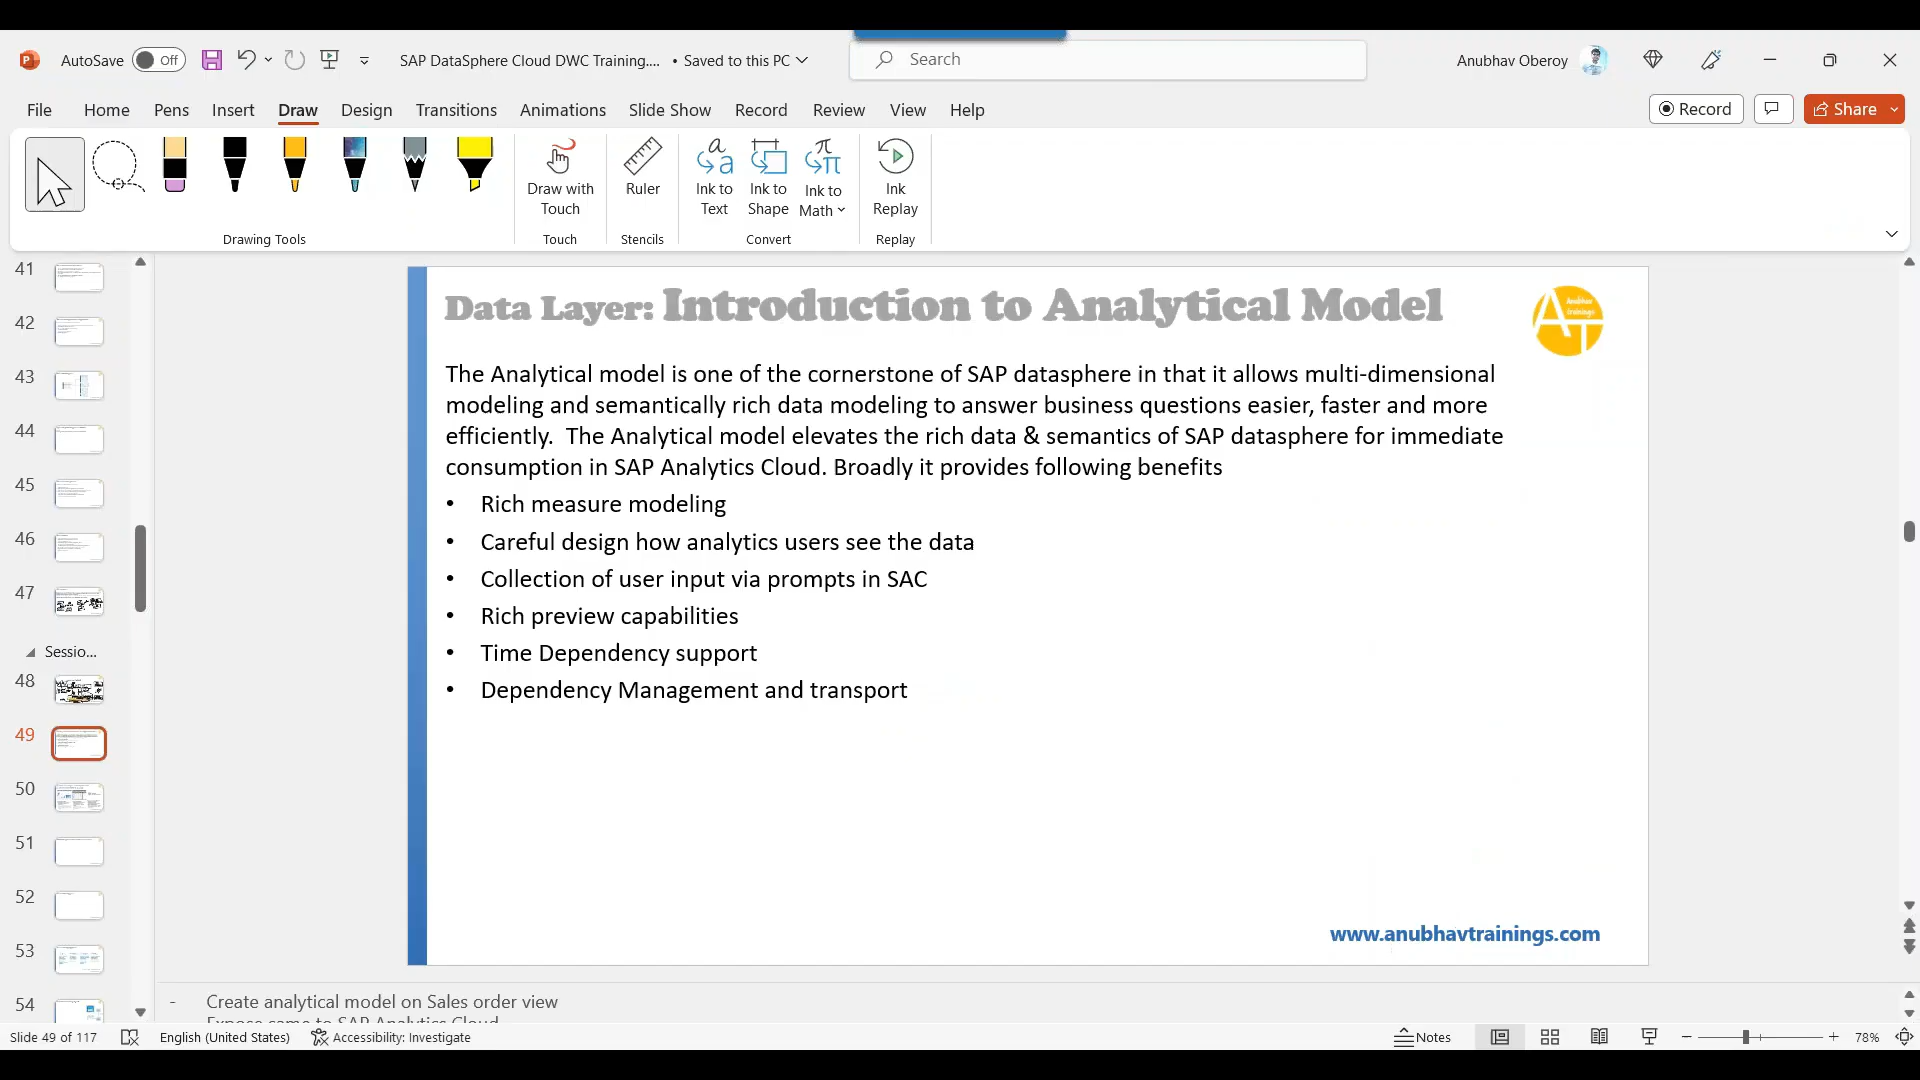 AutoSave
Off
SAP DataSphere Cloud DWC Training.... • Saved to this PC
Search
Anubhav Oberoy
File
Home
Pens
Insert
Draw
Design
Transitions
Animations
Slide Show
Record
Review
View
Help
Record
Share
Draw with
Touch
Ruler
Ink to
Text
Ink to
Shape
Ink to
Math
Ink
Replay
Drawing Tools
Touch
Stencils
Convert
Replay
41
42
43
44
45
46
47
Sessio...
48
49
50
51
52
53
54
Data Layer: Introduction to Analytical Model
Anubhav
trainings
AT
The Analytical model is one of the cornerstone of SAP datasphere in that it allows multi-dimensional
modeling and semantically rich data modeling to answer business questions easier, faster and more
efficiently.  The Analytical model elevates the rich data & semantics of SAP datasphere for immediate
consumption in SAP Analytics Cloud. Broadly it provides following benefits
• Rich measure modeling
• Careful design how analytics users see the data
• Collection of user input via prompts in SAC
• Rich preview capabilities
• Time Dependency support
• Dependency Management and transport
www.anubhavtrainings.com
- Create analytical model on Sales order view
Expose same to SAP Analytics Cloud
Slide 49 of 117
English (United States)
Accessibility: Investigate
Notes
78%